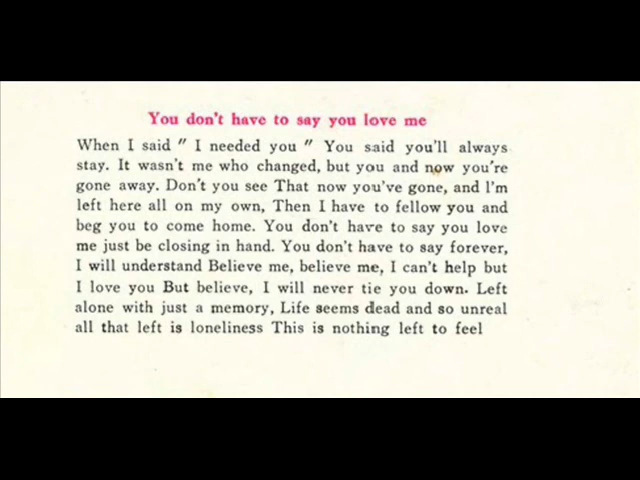 You don't have to say you love me
When I said " I needed you " You said you'll always
stay. It wasn't me who changed, but you and now you're
gone away. Don't you see That now you've gone, and I'm
left here all on my own, Then I have to fellow you and
beg you to come home. You don't have to say you love
me just be closing in hand. You don't have to say forever,
I will understand Believe me, believe me, I can't help but
I love you But believe, I will never tie you down. Left
alone with just a memory, Life seems dead and so unreal
all that left is loneliness This is nothing left to feel